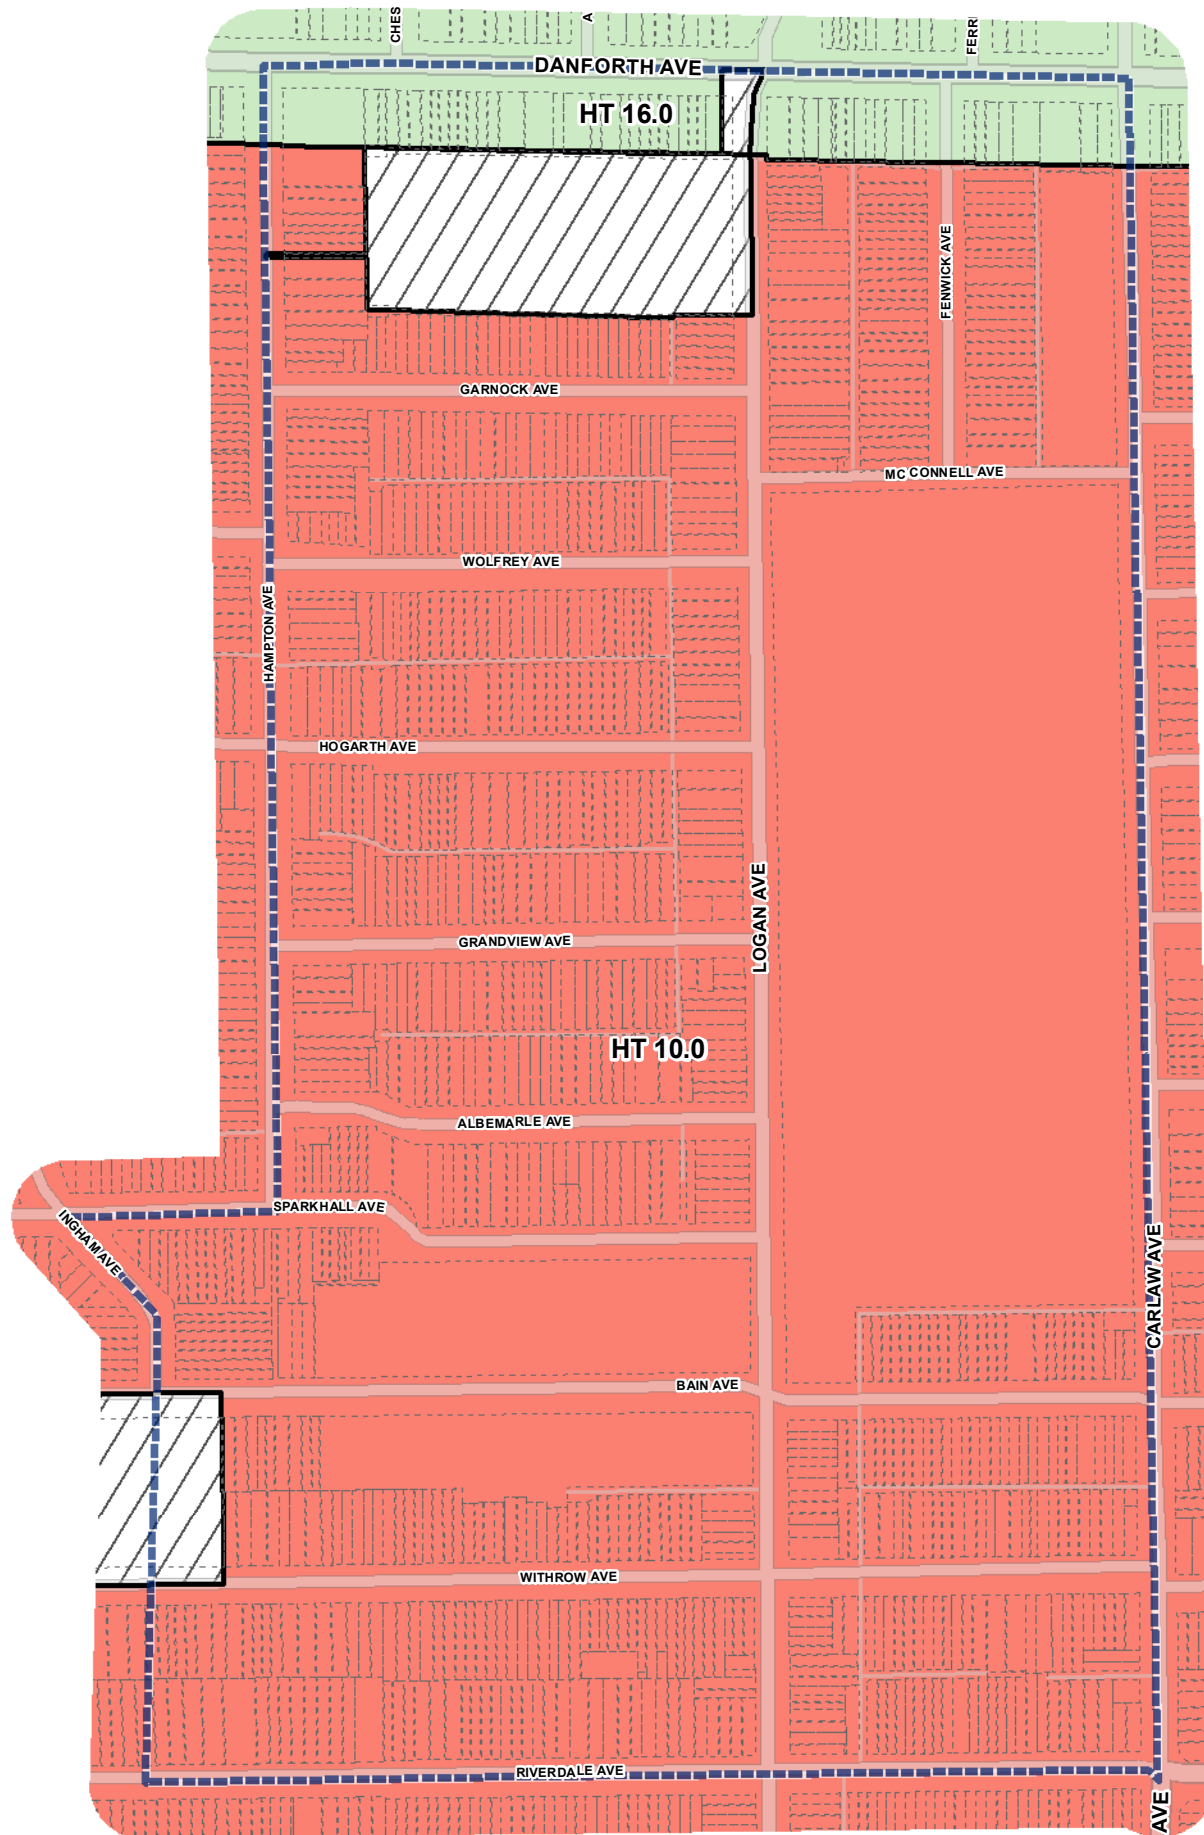 CHES
A
FERR
DANFORTH AVE
HT 16.0
FENWICK AVE
GARNOCK AVE
MC CONNELL AVE
WOLFREY AVE
HAMPTON AVE
HOGARTH AVE
LOGAN AVE
GRANDVIEW AVE
HT 10.0
ALBEMARLE AVE
SPARKHALL AVE
INGHAM AVE
CARLAW AVE
BAIN AVE
WITHROW AVE
RIVERDALE AVE
AVE